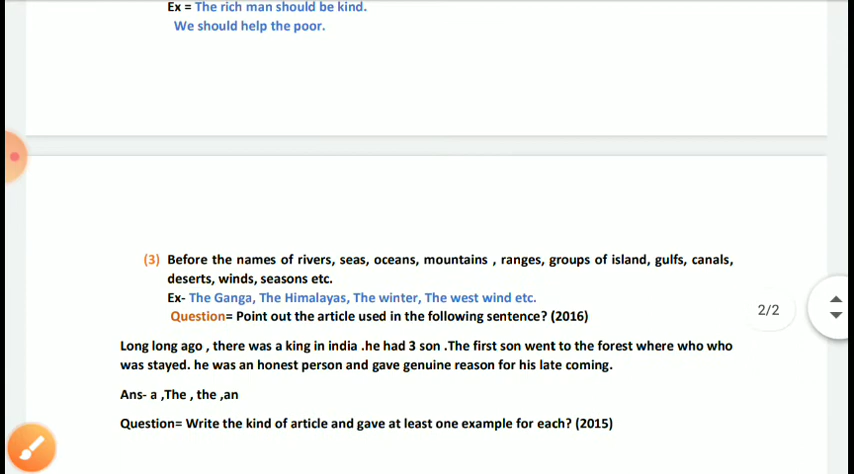 Ex = The rich man should be kind.
We should help the poor.
(3) Before the names of rivers, seas, oceans, mountains , ranges, groups of island, gulfs, canals,
deserts, winds, seasons etc.
Ex- The Ganga, The Himalayas, The winter, The west wind etc.
Question= Point out the article used in the following sentence? (2016)
2/2
Long long ago , there was a king in india .he had 3 son .The first son went to the forest where who who
was stayed. he was an honest person and gave genuine reason for his late coming.
Ans- a ,The , the ,an
Question= Write the kind of article and gave at least one example for each? (2015)